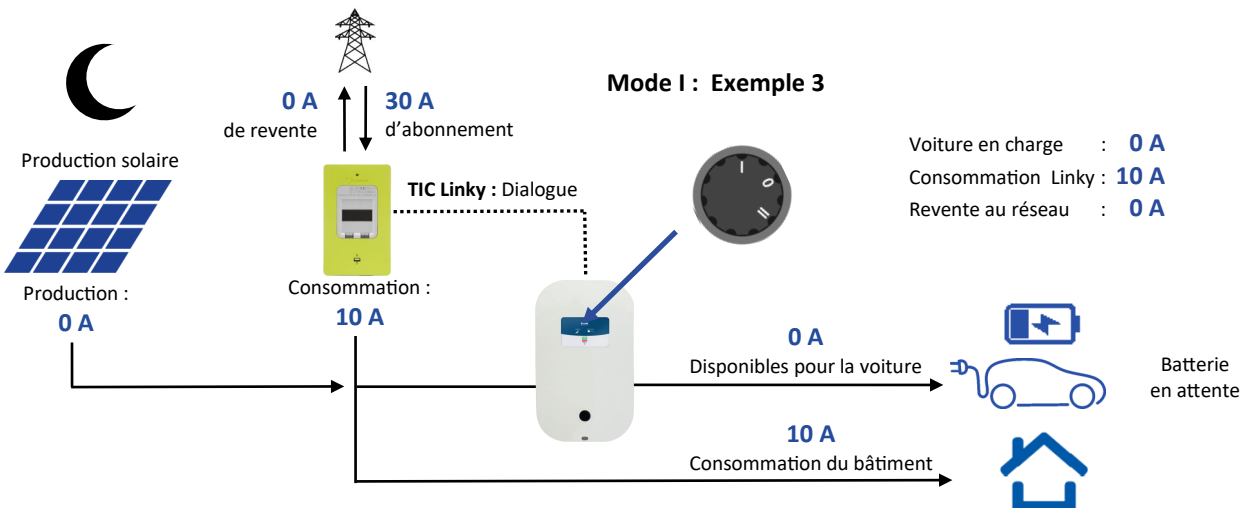 Mode I : Exemple 3
0 A
de revente
30 A
d'abonnement
Production solaire
TIC Linky : Dialogue
I
0
II
Voiture en charge : 0 A
Consommation Linky : 10 A
Revente au réseau : 0 A
Production :
0 A
Consommation :
10 A
0 A
Disponibles pour la voiture
Batterie
en attente
10 A
Consommation du bâtiment